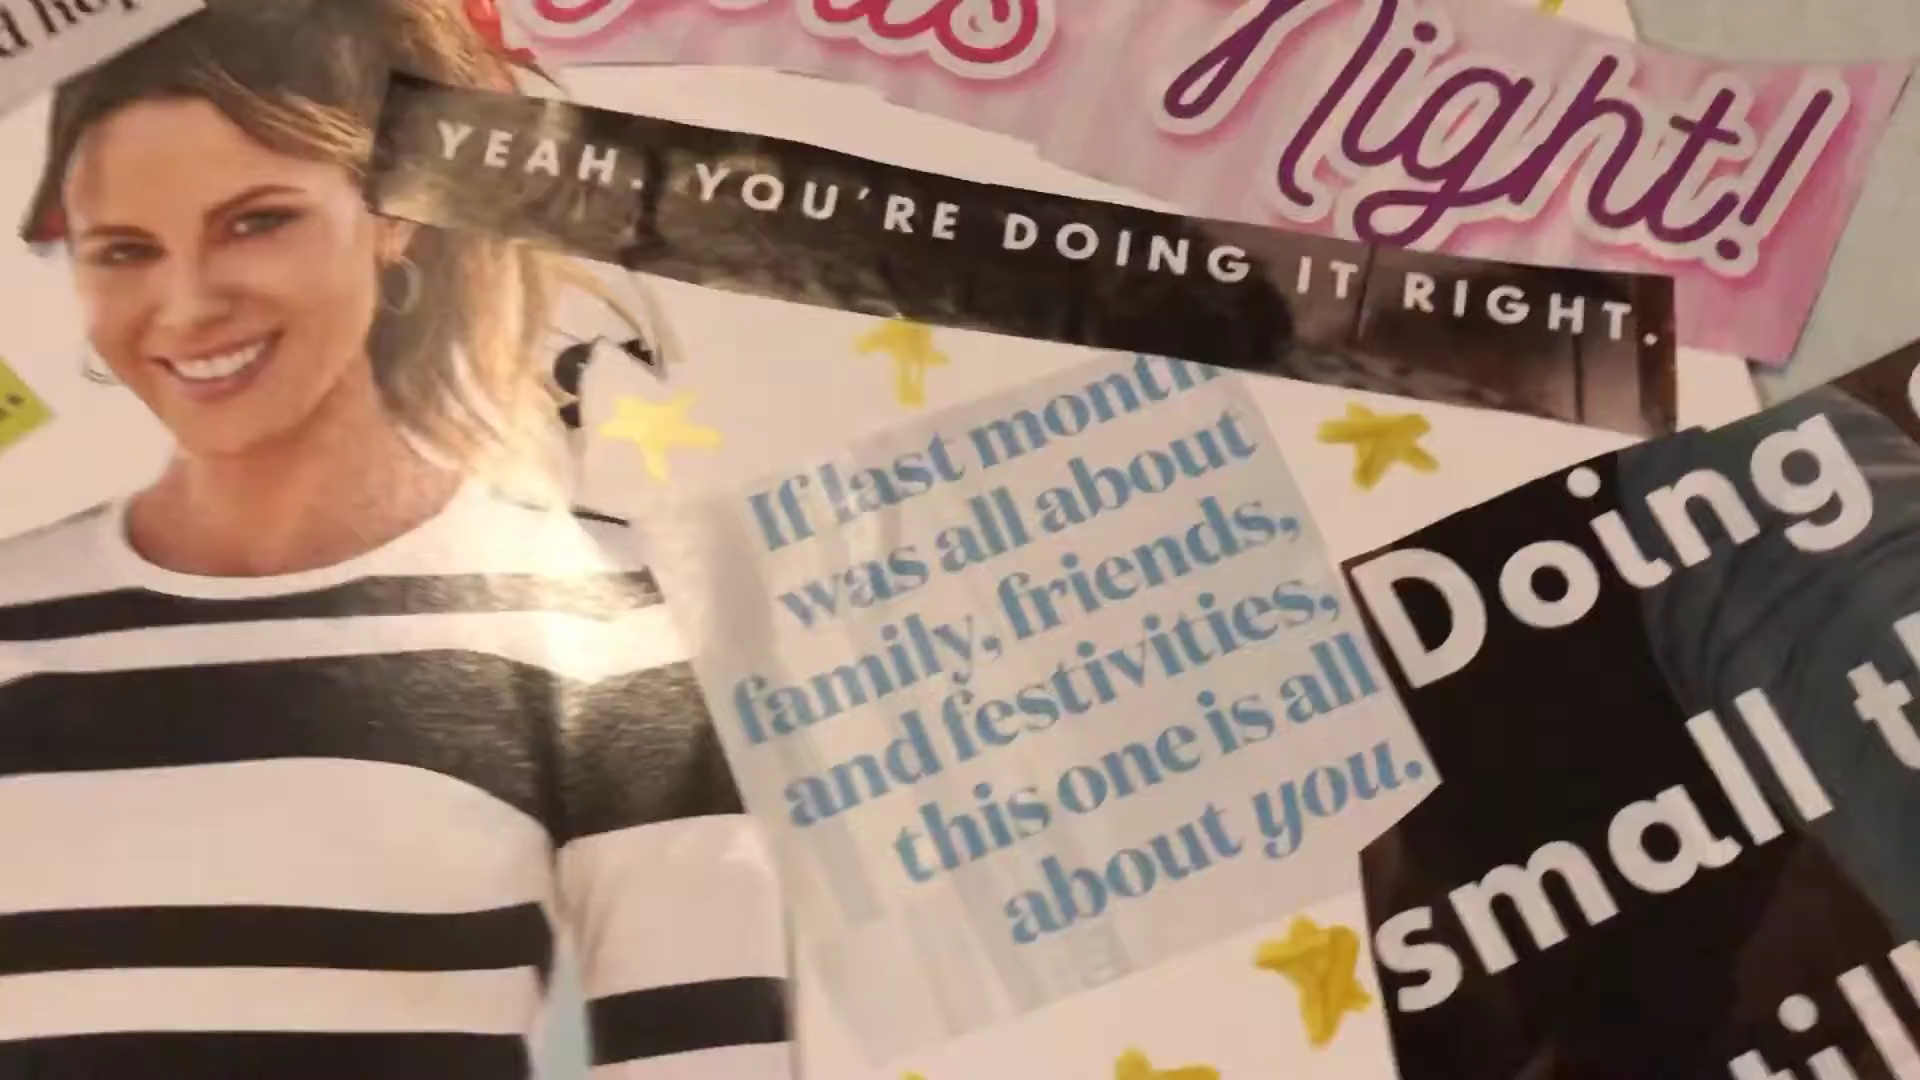 Night!
YEAH. YOU'RE DOING IT RIGHT.
If last month
was all about
family, friends,
and festivities,
this one is all
about you.
Doing
small